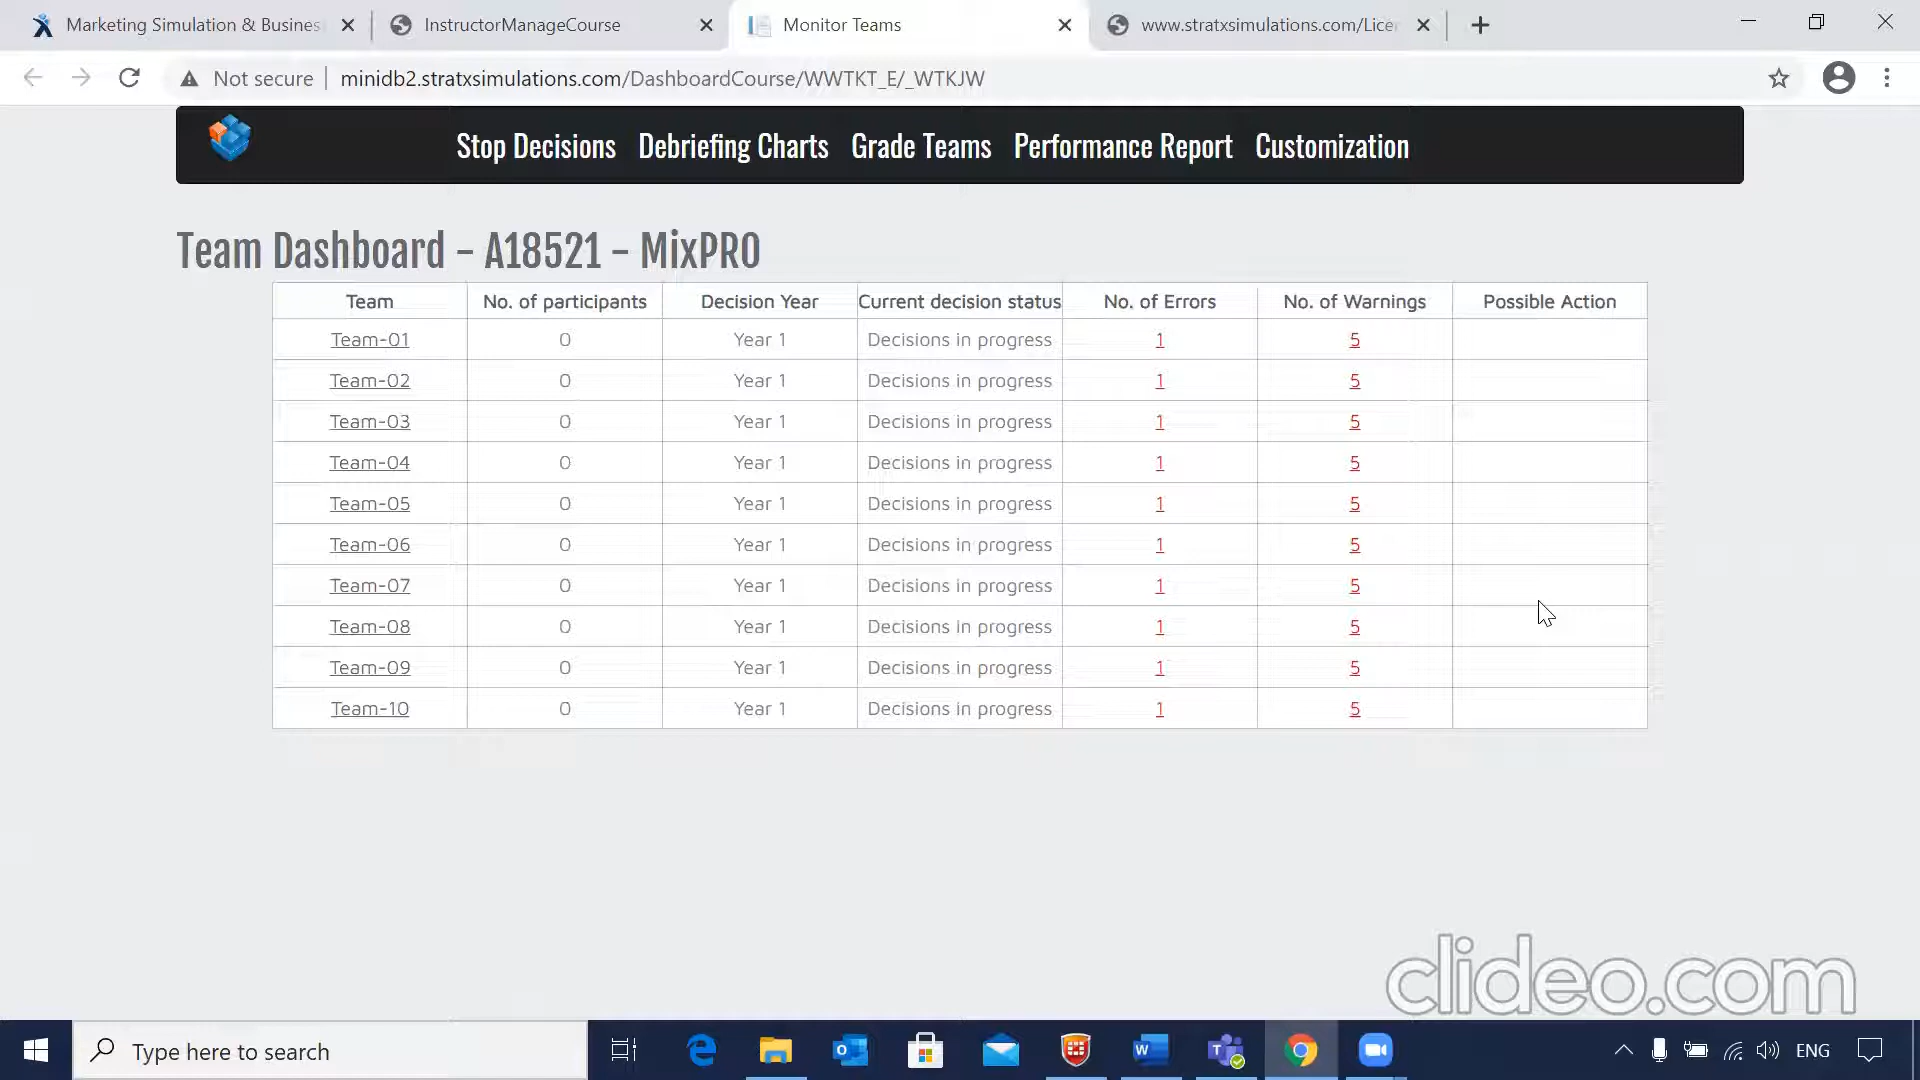 Marketing Simulation & Busines
InstructorManageCourse
Monitor Teams
www.stratxsimulations.com/Licen
Not secure
minidb2.stratxsimulations.com/DashboardCourse/WWTKT_E/_WTKJW
Stop Decisions Debriefing Charts Grade Teams Performance Report Customization
Team Dashboard - A18521 - MixPRO
Team No. of participants Decision Year Current decision status No. of Errors No. of Warnings Possible Action
Team-01 0 Year 1 Decisions in progress 1 5
Team-02 0 Year 1 Decisions in progress 1 5
Team-03 0 Year 1 Decisions in progress 1 5
Team-04 0 Year 1 Decisions in progress 1 5
Team-05 0 Year 1 Decisions in progress 1 5
Team-06 0 Year 1 Decisions in progress 1 5
Team-07 0 Year 1 Decisions in progress 1 5
Team-08 0 Year 1 Decisions in progress 1 5
Team-09 0 Year 1 Decisions in progress 1 5
Team-10 0 Year 1 Decisions in progress 1 5
clideo.com
Type here to search
ENG